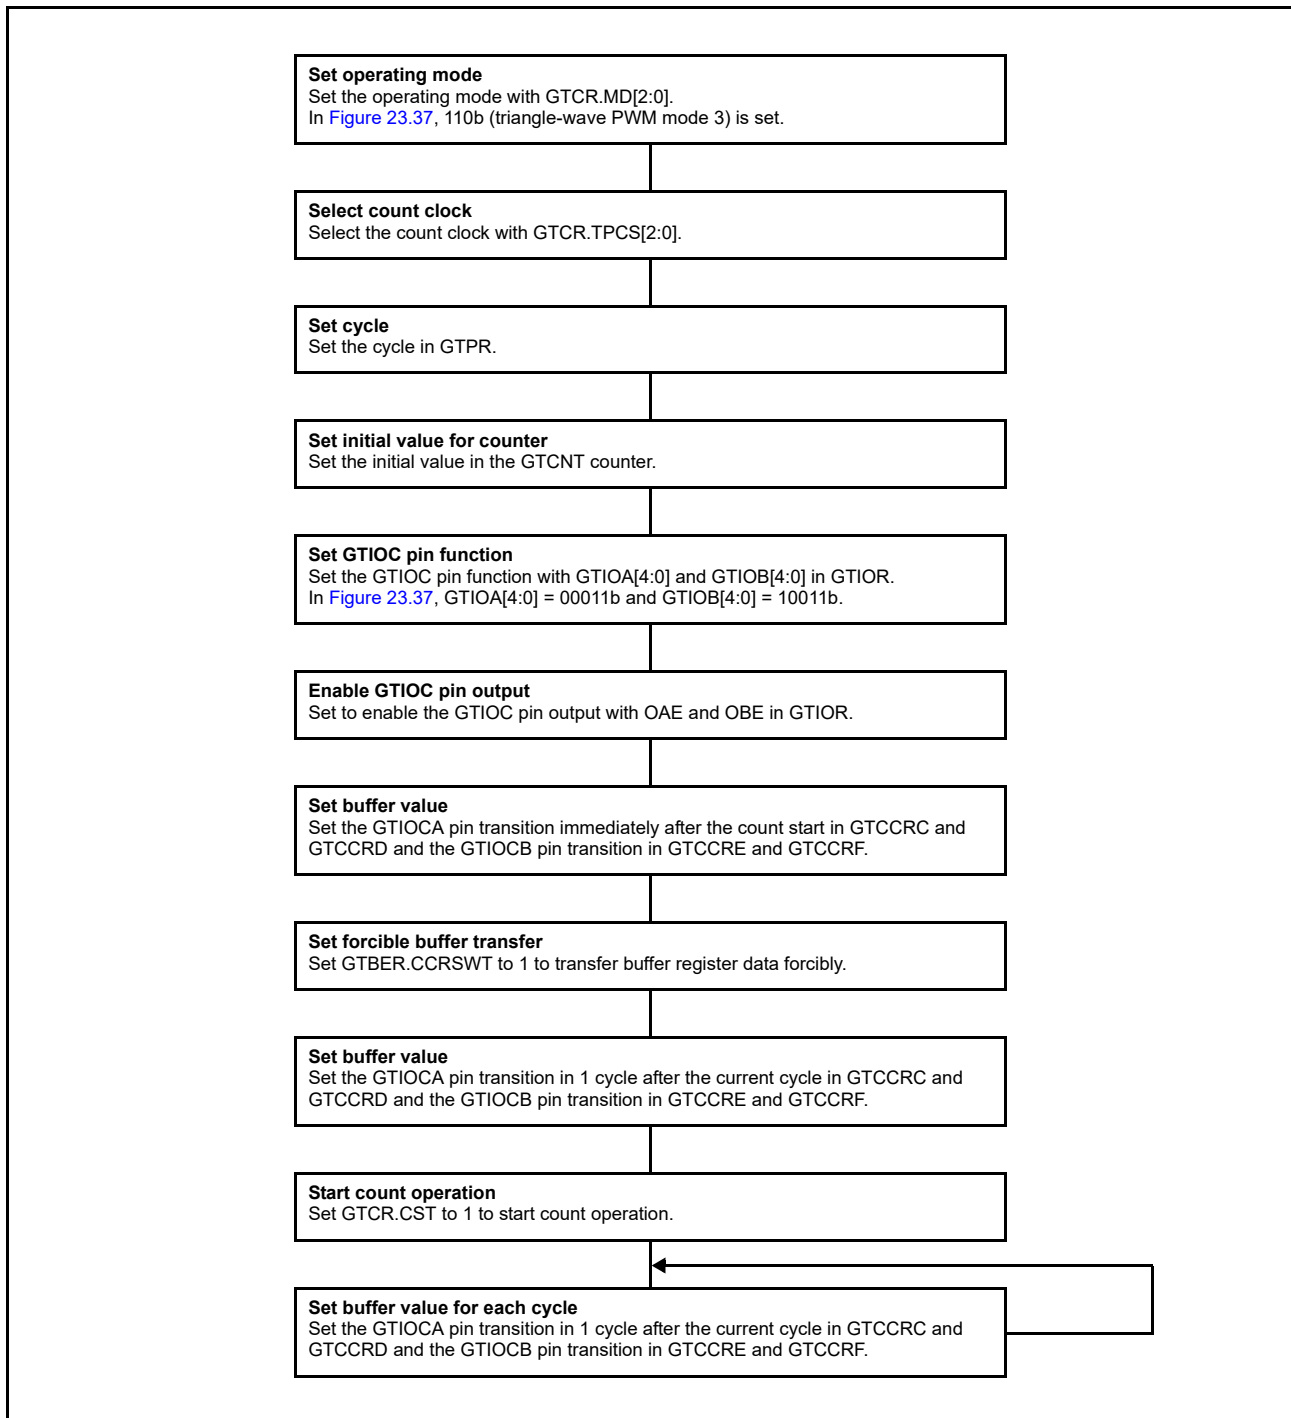 Set operating mode
Set the operating mode with GTCR.MD[2:0].
In Figure 23.37, 110b (triangle-wave PWM mode 3) is set.
Select count clock
Select the count clock with GTCR.TPCS[2:0].
Set cycle
Set the cycle in GTPR.
Set initial value for counter
Set the initial value in the GTCNT counter.
Set GTIOC pin function
Set the GTIOC pin function with GTIOA[4:0] and GTIOB[4:0] in GTIOR.
In Figure 23.37, GTIOA[4:0] = 00011b and GTIOB[4:0] = 10011b.
Enable GTIOC pin output
Set to enable the GTIOC pin output with OAE and OBE in GTIOR.
Set buffer value
Set the GTIOCA pin transition immediately after the count start in GTCCRC and
GTCCRD and the GTIOCB pin transition in GTCCRE and GTCCRF.
Set forcible buffer transfer
Set GTBER.CCRSWT to 1 to transfer buffer register data forcibly.
Set buffer value
Set the GTIOCA pin transition in 1 cycle after the current cycle in GTCCRC and
GTCCRD and the GTIOCB pin transition in GTCCRE and GTCCRF.
Start count operation
Set GTCR.CST to 1 to start count operation.
Set buffer value for each cycle
Set the GTIOCA pin transition in 1 cycle after the current cycle in GTCCRC and
GTCCRD and the GTIOCB pin transition in GTCCRE and GTCCRF.